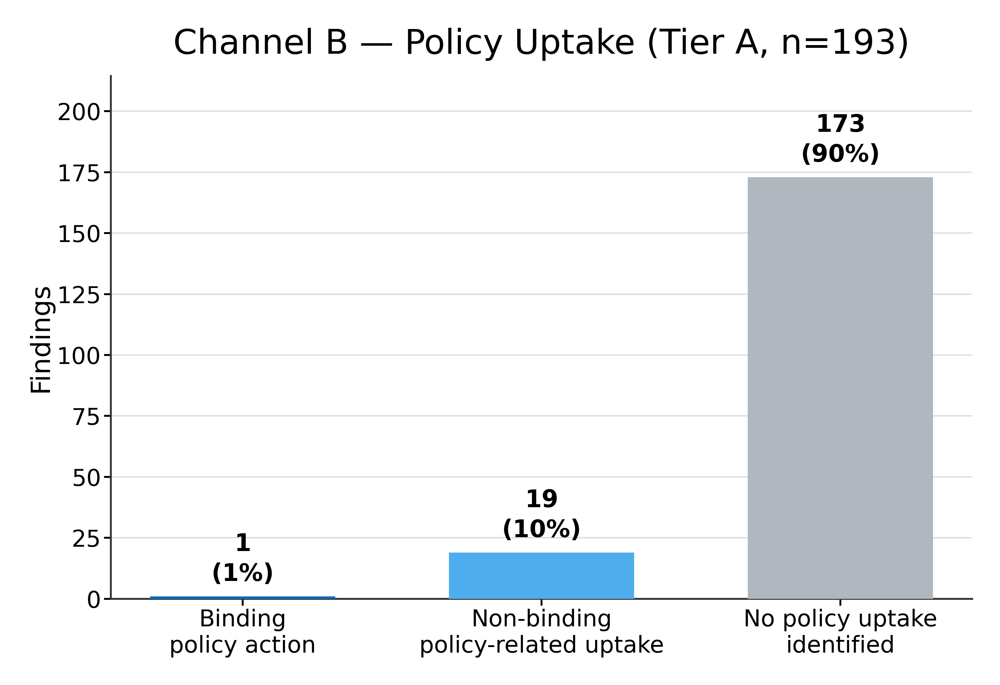 Channel B — Policy Uptake (Tier A, n=193)
Findings
200
175
150
125
100
75
50
25
0
1
(1%)
19
(10%)
173
(90%)
Binding
policy action
Non-binding
policy-related uptake
No policy uptake
identified